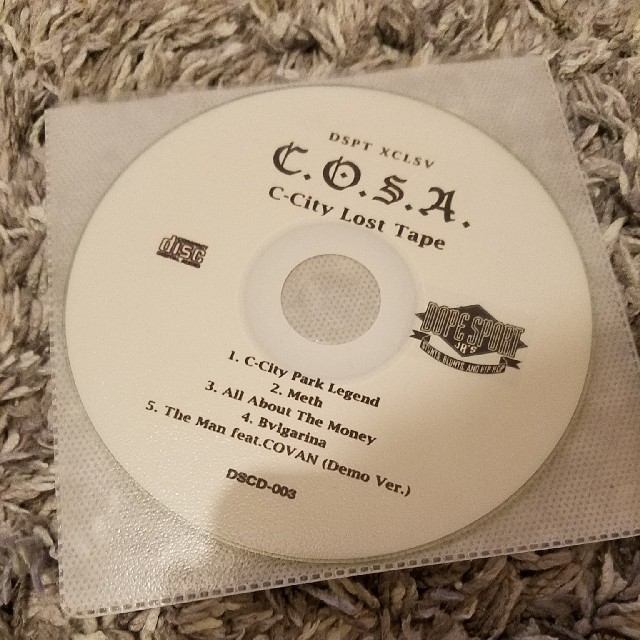 DSPT XCLSV
C.O.S.A.
C-City Lost Tape
disc
DOPE SPORT
1. C-City Park Legend
2. Meth
3. All About The Money
4. Bvlgarina
5. The Man feat.COVAN (Demo Ver.)
DSCD-003